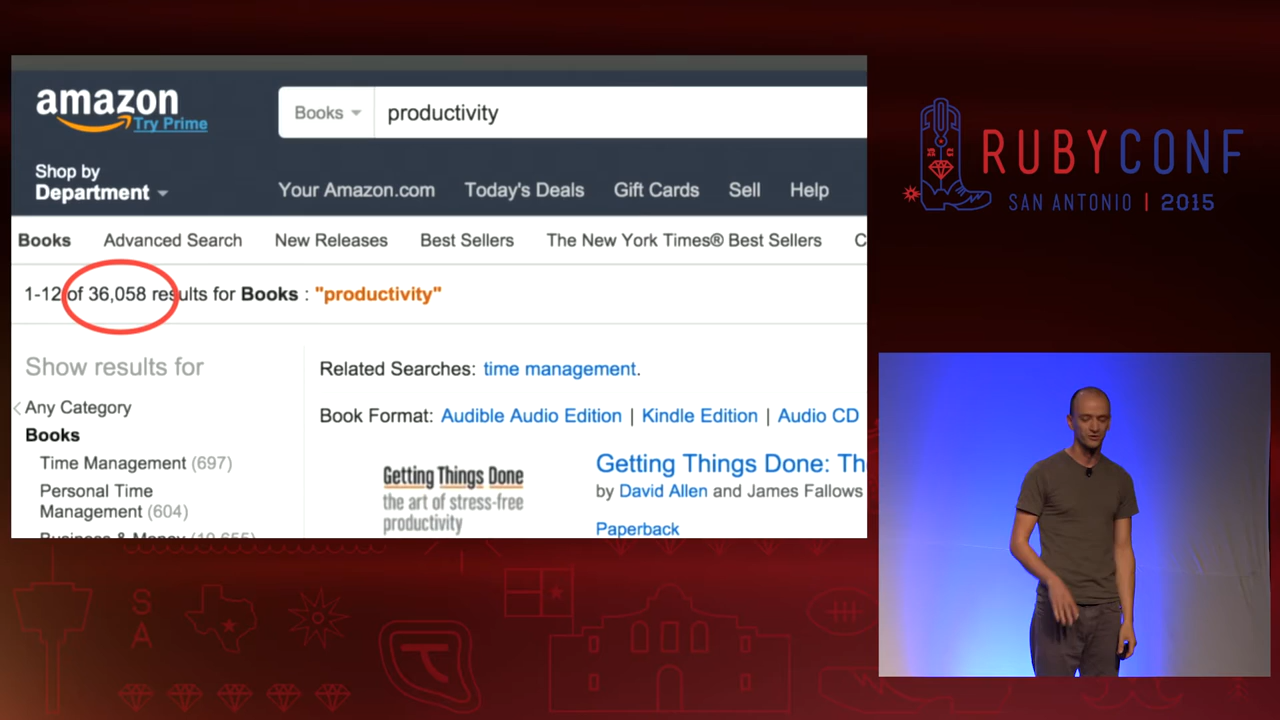 amazon
Try Prime
Books
productivity
Shop by
Department
Your Amazon.com
Today's Deals
Gift Cards
Sell
Help
Books
Advanced Search
New Releases
Best Sellers
The New York Times® Best Sellers
C
1-12 of 36,058 results for Books : "productivity"
Show results for
Any Category
Books
Time Management (697)
Personal Time
Management (604)
Business & Money (10,655)
Related Searches: time management.
Book Format: Audible Audio Edition | Kindle Edition | Audio CD
Getting Things Done
the art of stress-free
productivity
Getting Things Done: Th
by David Allen and James Fallows
Paperback
RUBYCONF
SAN ANTONIO | 2015
S
A